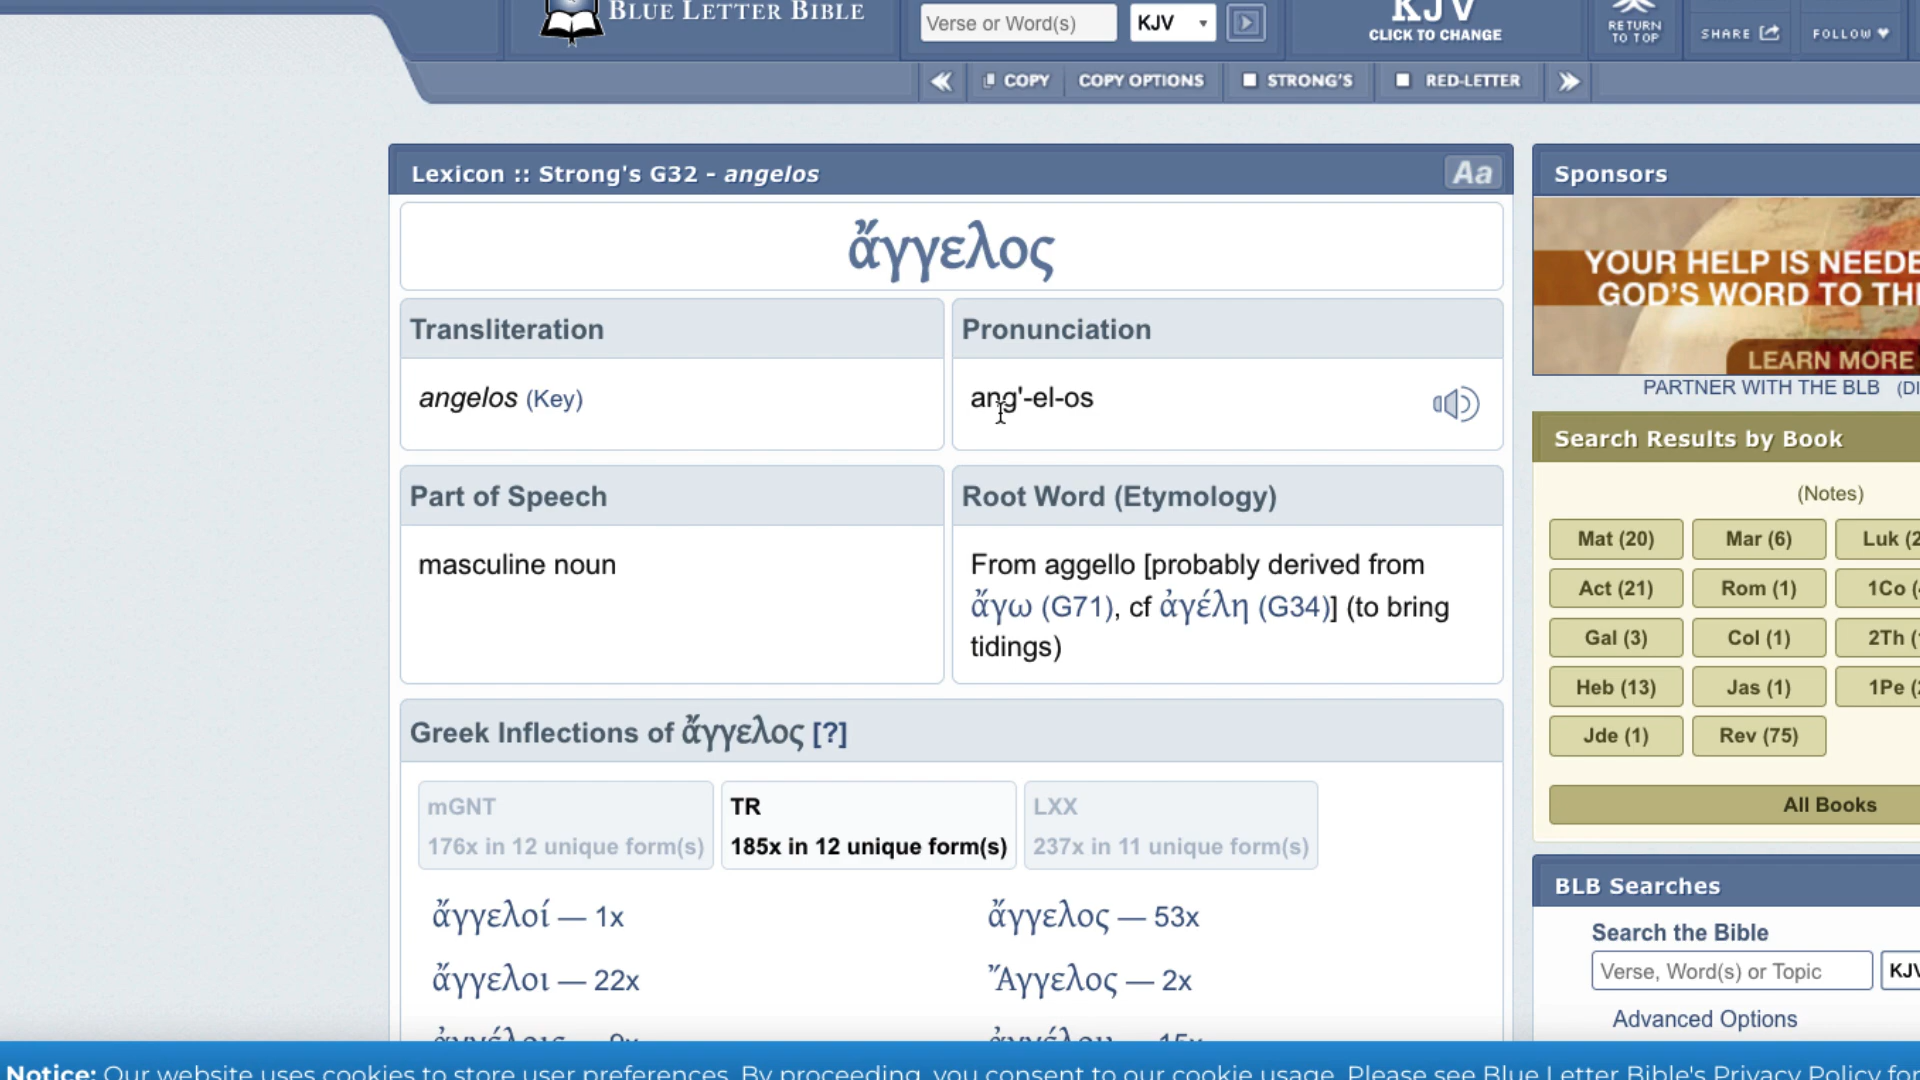 BLUE LETTER BIBLE
Verse or Word(s)
KJV
KJV
CLICK TO CHANGE
RETURN
TO TOP
SHARE
FOLLOW
COPY
COPY OPTIONS
STRONG'S
RED-LETTER
Lexicon :: Strong's G32 - angelos
Aa
ἄγγελος
Transliteration
angelos (Key)
Pronunciation
ang'-el-os
Part of Speech
masculine noun
Root Word (Etymology)
From aggello [probably derived from
ἄγω (G71), cf ἀγέλη (G34)] (to bring
tidings)
Greek Inflections of ἄγγελος [?]
mGNT
176x in 12 unique form(s)
TR
185x in 12 unique form(s)
LXX
237x in 11 unique form(s)
ἄγγελοί — 1x
ἄγγελος — 53x
ἄγγελοι — 22x
Ἄγγελος — 2x
Sponsors
YOUR HELP IS NEEDE
GOD'S WORD TO TH
LEARN MORE
PARTNER WITH THE BLB (DI
Search Results by Book
(Notes)
Mat (20)
Mar (6)
Luk (2
Act (21)
Rom (1)
1Co (
Gal (3)
Col (1)
2Th (
Heb (13)
Jas (1)
1Pe (
Jde (1)
Rev (75)
All Books
BLB Searches
Search the Bible
Verse, Word(s) or Topic
KJV
Advanced Options
Notice: Our website uses cookies to store user preferences. By proceeding, you consent to our cookie usage. Please see Blue Letter Bible's Privacy Policy for